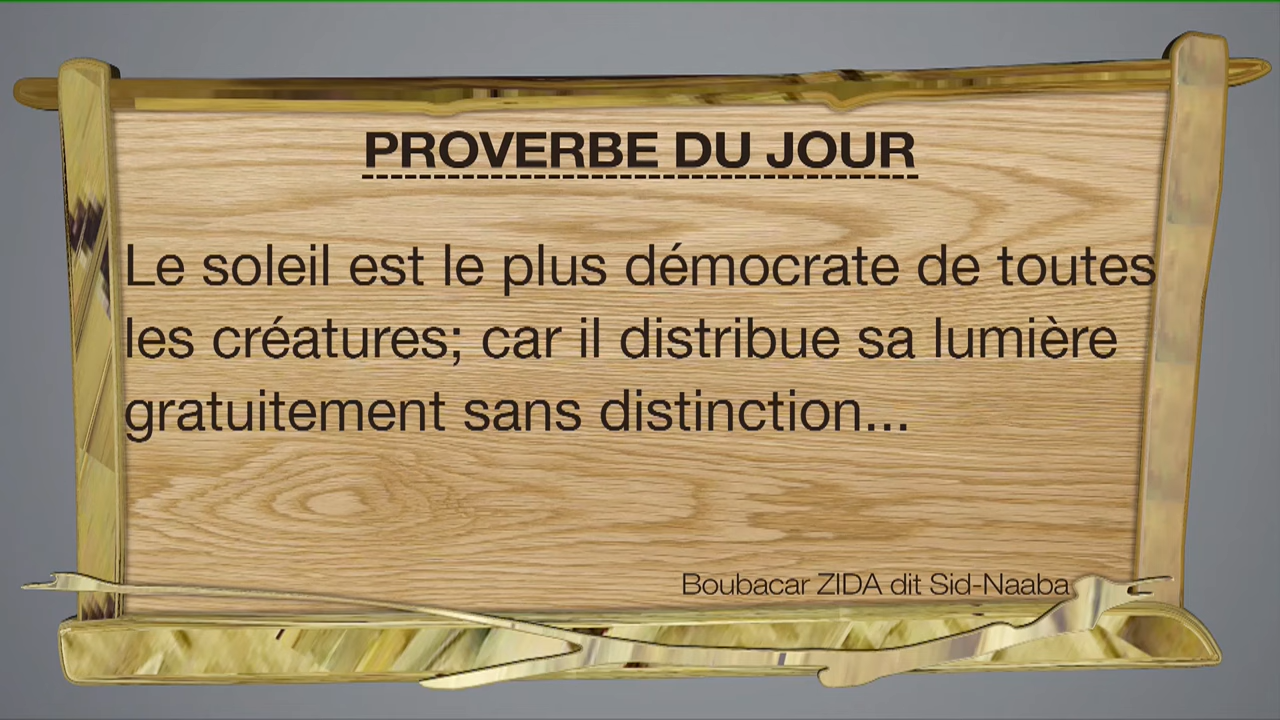 PROVERBE DU JOUR
Le soleil est le plus démocrate de toutes
les créatures; car il distribue sa lumière
gratuitement sans distinction...
Boubacar ZIDA dit Sid-Naaba